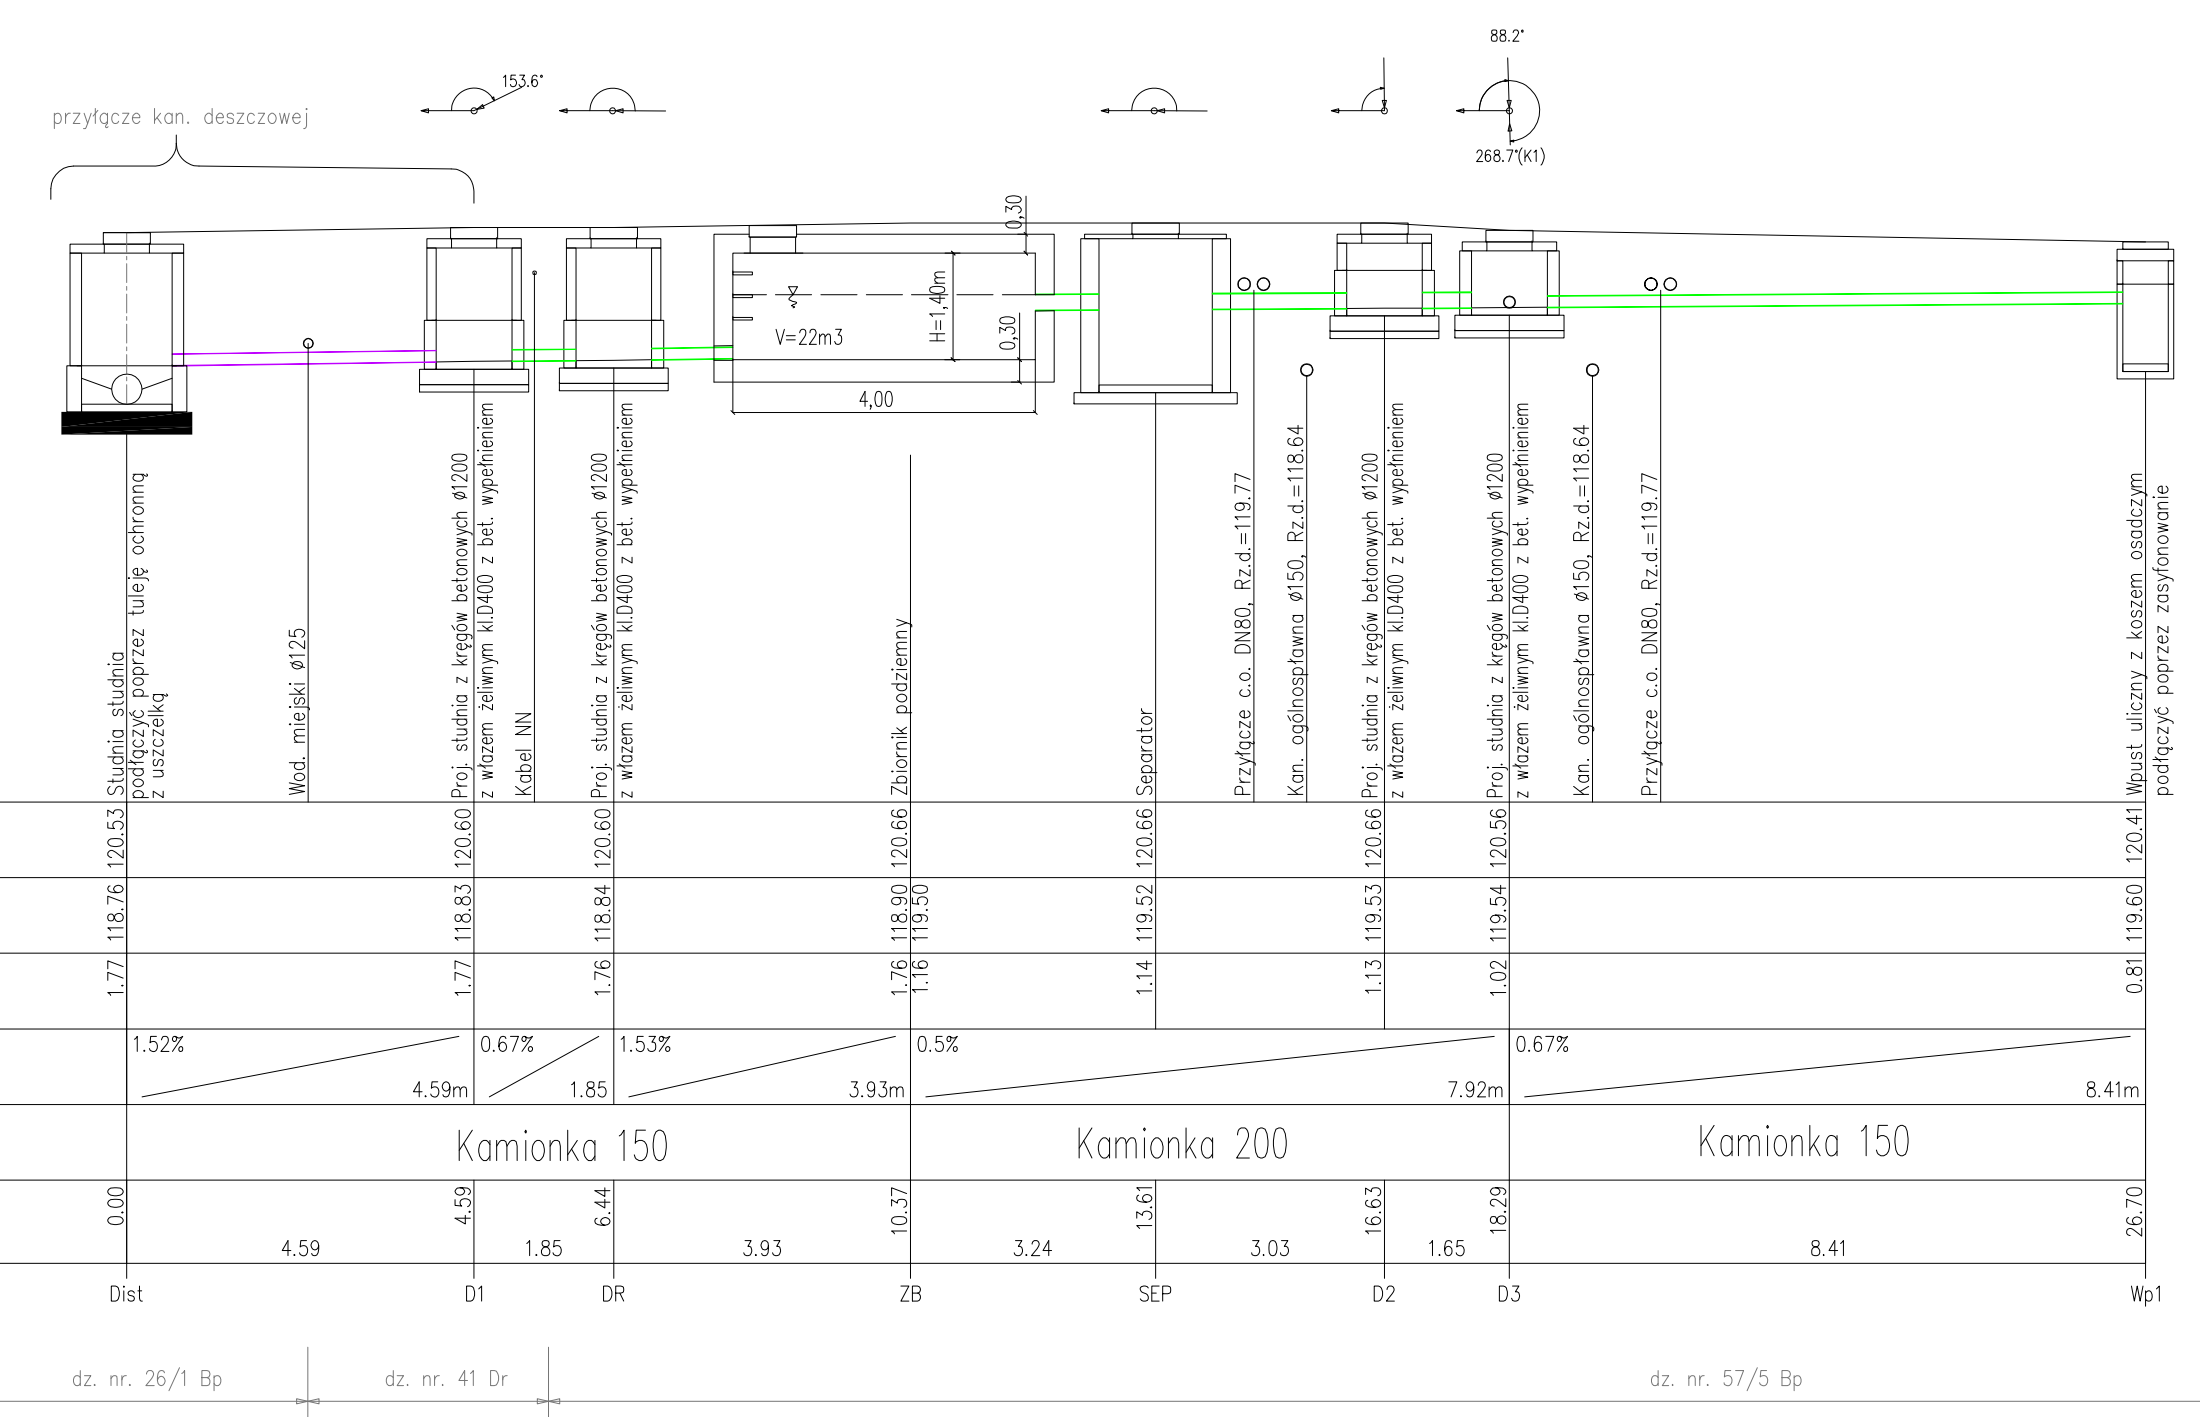 88.2°
153.6°
przyłącze kan. deszczowej
268.7°(K1)
0,30
H=1,40m
0,30
V=22m3
4,00
Studnia studnia
podłączyć poprzez tuleję ochronną
z uszczelką
Wod. miejski ø125
Proj. studnia z kręgów betonowych ø1200
z włazem żeliwnym kl.D400 z bet. wypełnieniem
Kabel NN
Proj. studnia z kręgów betonowych ø1200
z włazem żeliwnym kl.D400 z bet. wypełnieniem
Zbiornik podziemny
Separator
Przyłącze c.o. DN80, Rz.d.=119.77
Kan. ogólnospławna ø150, Rz.d.=118.64
Proj. studnia z kręgów betonowych ø1200
z włazem żeliwnym kl.D400 z bet. wypełnieniem
Proj. studnia z kręgów betonowych ø1200
z włazem żeliwnym kl.D400 z bet. wypełnieniem
Kan. ogólnospławna ø150, Rz.d.=118.64
Przyłącze c.o. DN80, Rz.d.=119.77
Wpust uliczny z koszem osadczym
podłączyć poprzez zasyfonowanie
120.53 120.60 120.60 120.66 120.66 120.66 120.56 120.41
118.76 118.83 118.84 118.90 119.50 119.52 119.53 119.54 119.60
1.77 1.77 1.76 1.76 1.16 1.14 1.13 1.02 0.81
1.52% 0.67% 1.53% 0.5% 0.67%
4.59m 1.85 3.93m 7.92m 8.41m
Kamionka 150 Kamionka 200 Kamionka 150
0.00 4.59 6.44 10.37 13.61 16.63 18.29 26.70
4.59 1.85 3.93 3.24 3.03 1.65 8.41
Dist D1 DR ZB SEP D2 D3 Wp1
dz. nr. 26/1 Bp dz. nr. 41 Dr dz. nr. 57/5 Bp